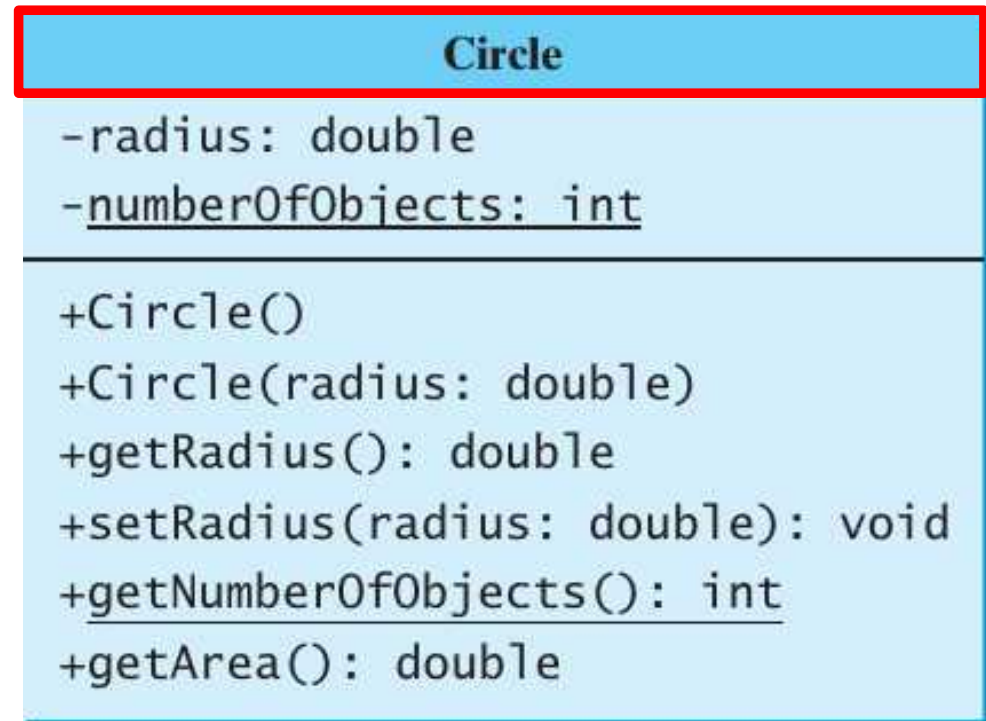 Circle
-radius: double
-numberOfObjects: int
+Circle()
+Circle(radius: double)
+getRadius(): double
+setRadius(radius: double): void
+getNumberOfObjects(): int
+getArea(): double